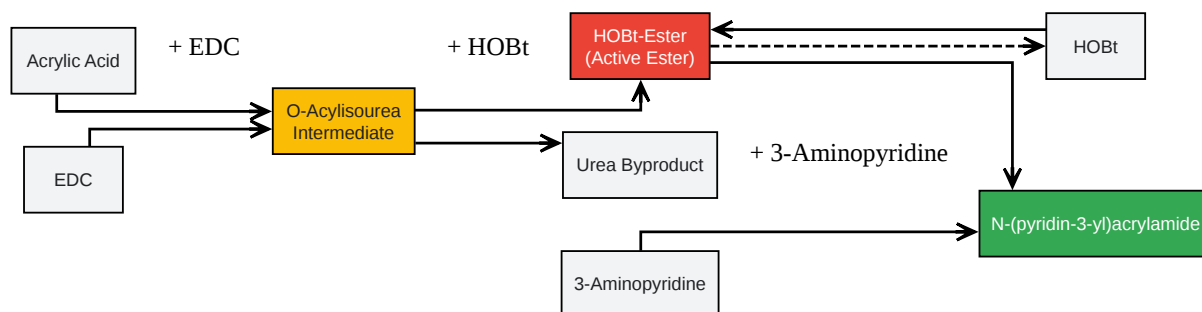 Acrylic Acid
+ EDC
+ HOBt
HOBt-Ester
(Active Ester)
HOBt
O-Acylisourea
Intermediate
EDC
Urea Byproduct
+ 3-Aminopyridine
N-(pyridin-3-yl)acrylamide
3-Aminopyridine